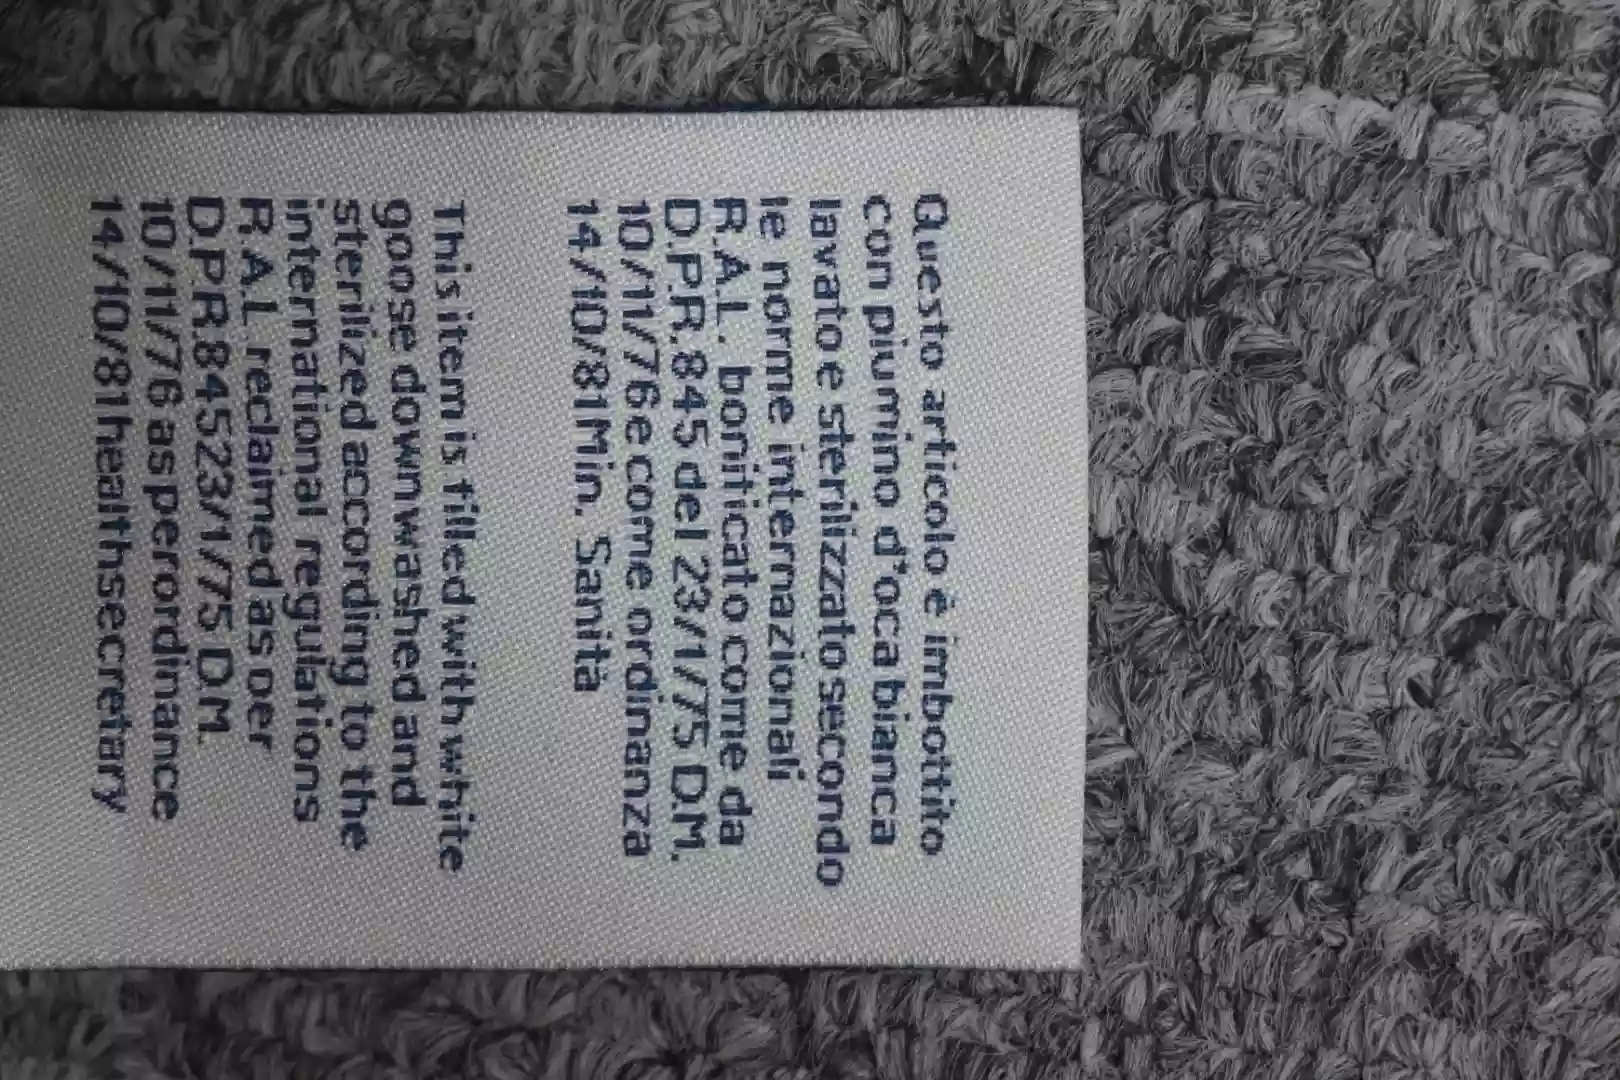 Questo articolo è imbottito
con piumino d'oca bianca
lavato e sterilizzato secondo
le norme internazionali
R.A.L. bonificato come da
D.P.R. 845 del 23/1/75 D.M.
10/11/76 e come ordinanza
14/10/81 Min. Sanità
This item is filled with white
goose down washed and
sterilized according to the
international regulations
R.A.L. reclaimed as per
D.P.R. 845 23/1/75 D.M.
10/11/76 as per ordinance
14/10/81 health secretary